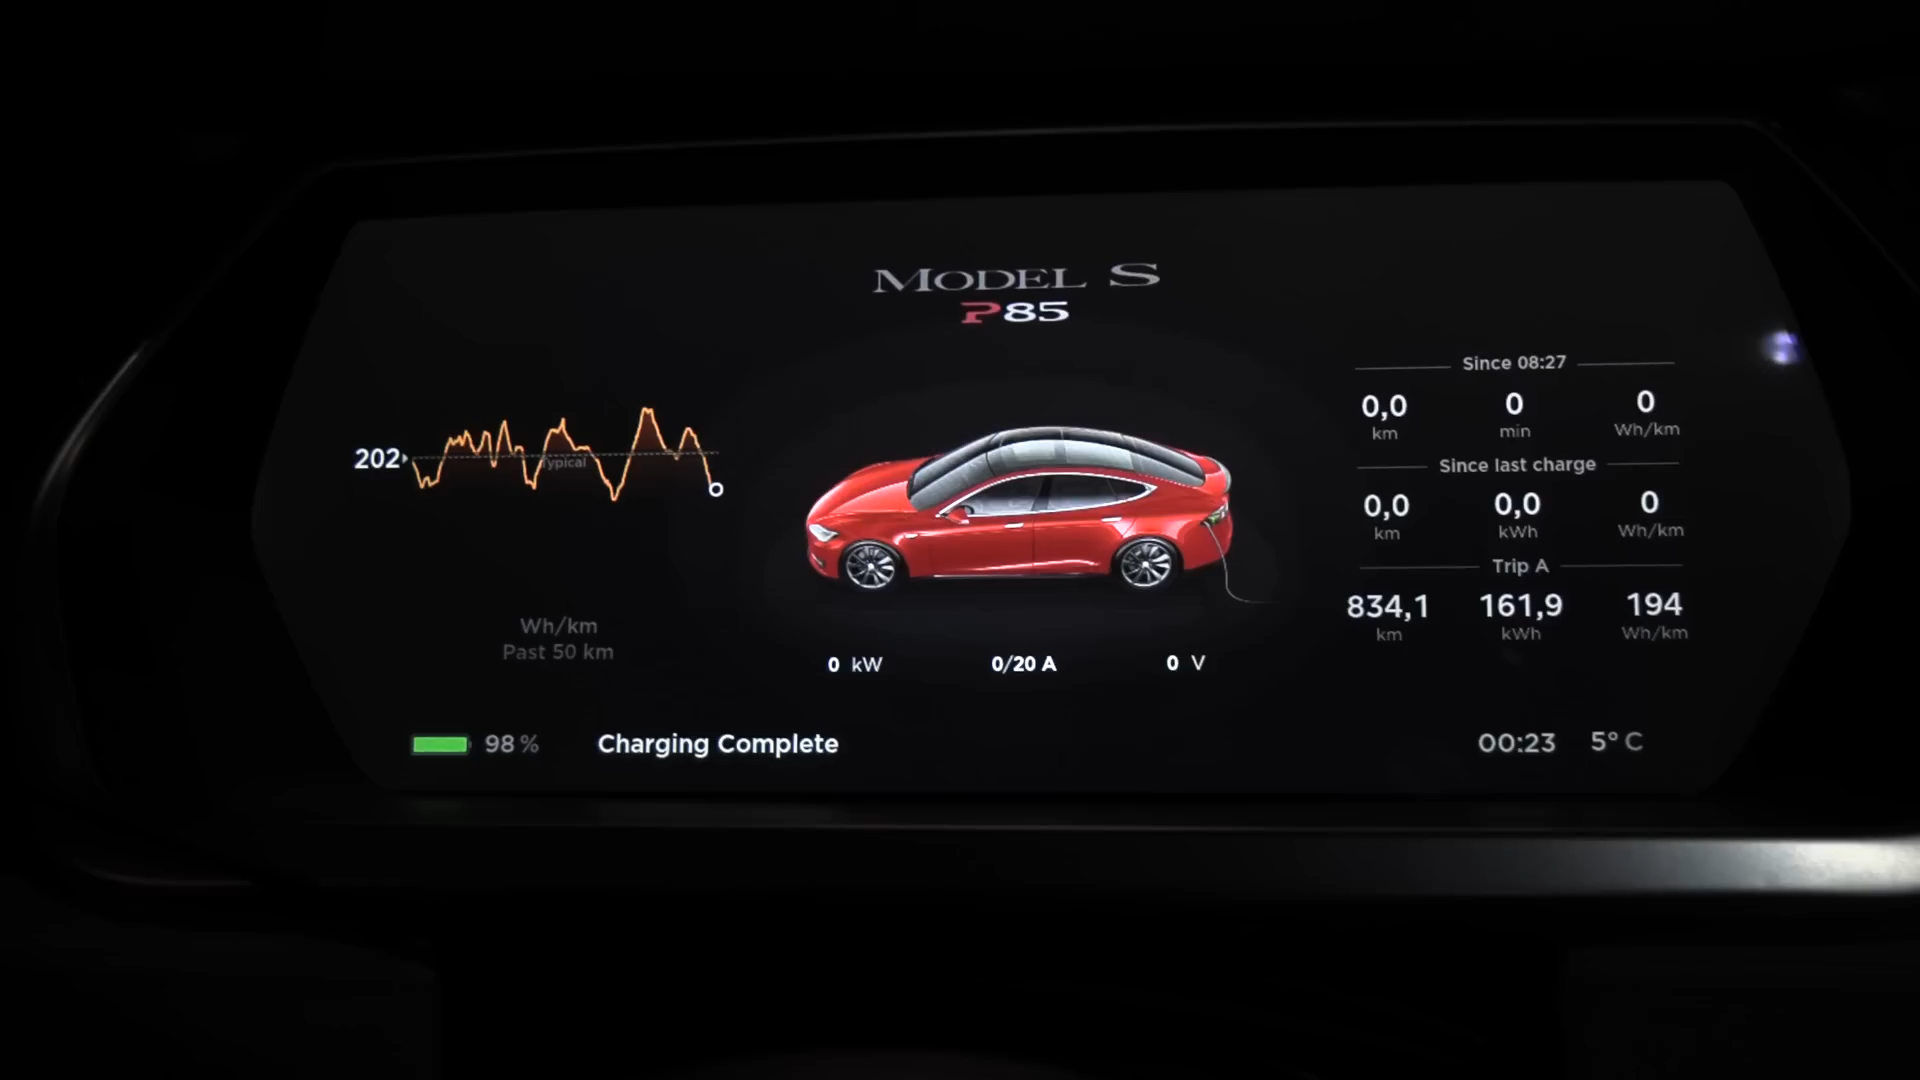 MODEL S
P85
202
Typical
Wh/km
Past 50 km
0 kW 0/20 A 0 V
Since 08:27
0,0 0 0
km min Wh/km
Since last charge
0,0 0,0 0
km kWh Wh/km
Trip A
834,1 161,9 194
km kWh Wh/km
98 % Charging Complete 00:23 5° C